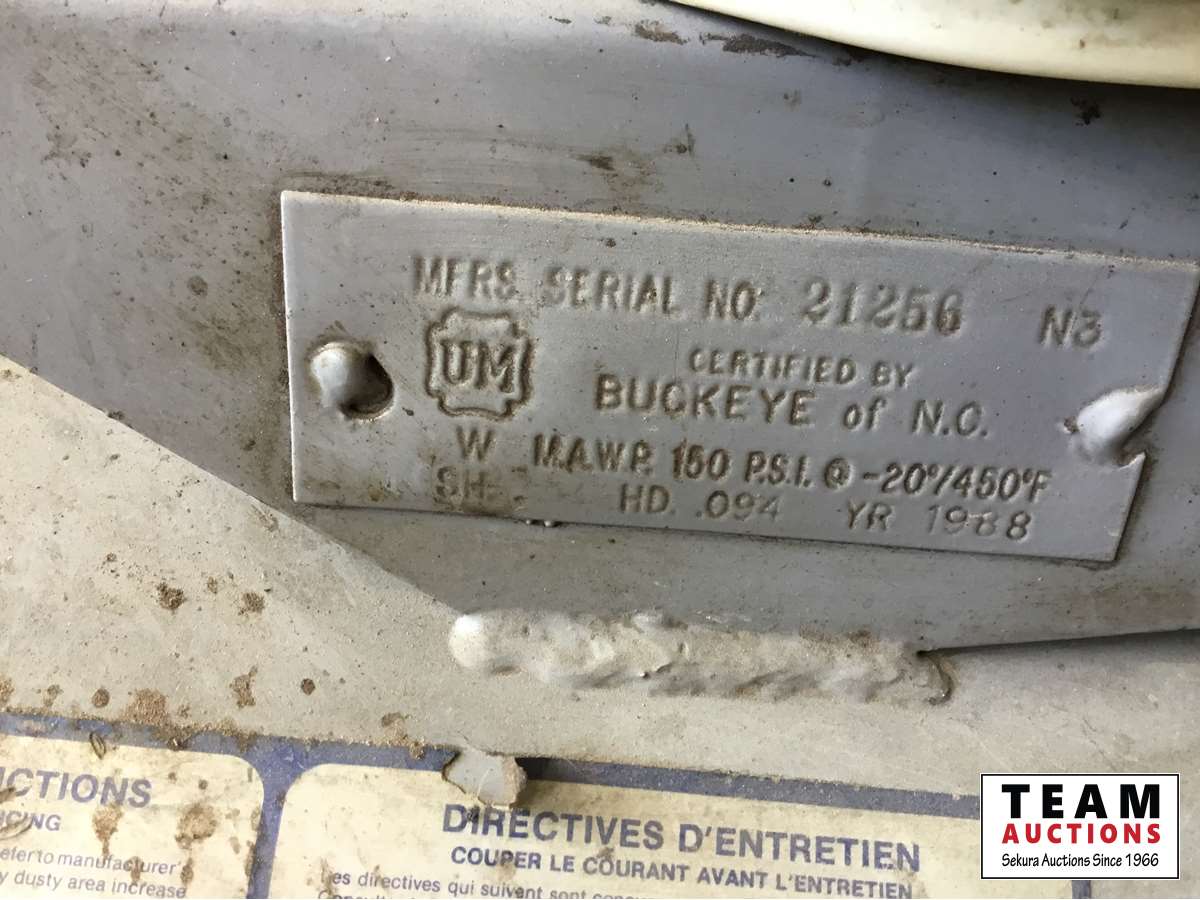 MFRS. SERIAL NO. 21256 N3
UM
CERTIFIED BY
BUCKEYE of N.C.
W M.A.W.P. 150 P.S.I. @ -20°/450°F
SH. HD. .094 YR 1988
CTIONS
CING
efer to manufacturer'
y dusty area increase
DIRECTIVES D'ENTRETIEN
COUPER LE COURANT AVANT L'ENTRETIEN
Les directives qui suivent sont
TEAM
AUCTIONS
Sekura Auctions Since 1966